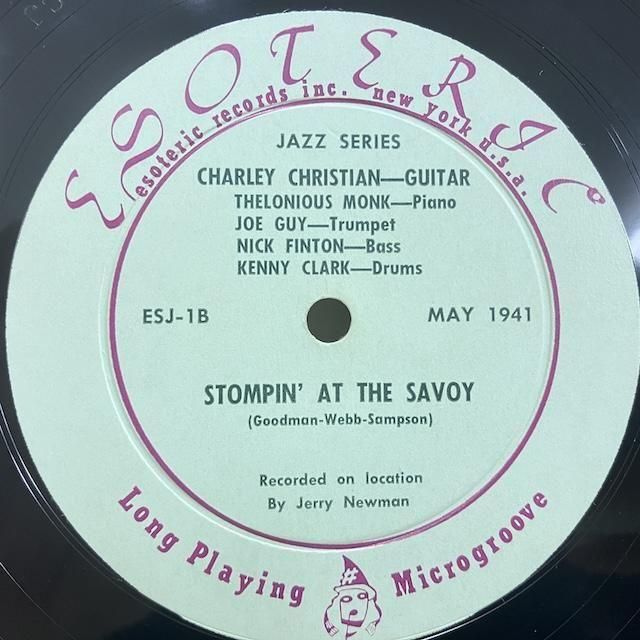 ESOTERIC
esoteric records inc. new york u.s.a.
JAZZ SERIES
CHARLEY CHRISTIAN—GUITAR
THELONIOUS MONK—Piano
JOE GUY—Trumpet
NICK FINTON—Bass
KENNY CLARK—Drums
ESJ-1B
MAY 1941
STOMPIN' AT THE SAVOY
(Goodman-Webb-Sampson)
Recorded on location
By Jerry Newman
Long Playing Microgroove